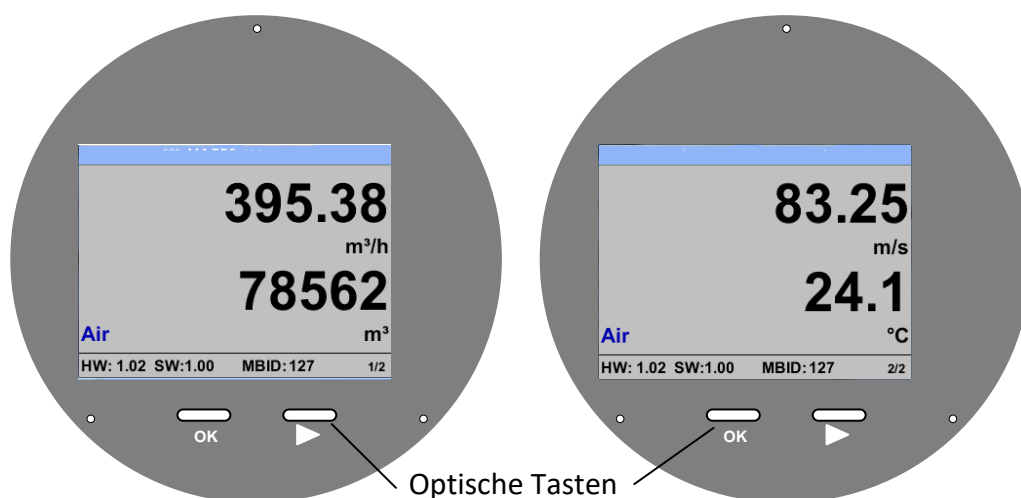 395.38
m³/h
78562
Air m³
HW: 1.02 SW:1.00 MBID:127 1/2
OK
83.25
m/s
24.1
Air °C
HW: 1.02 SW:1.00 MBID:127 2/2
OK
Optische Tasten